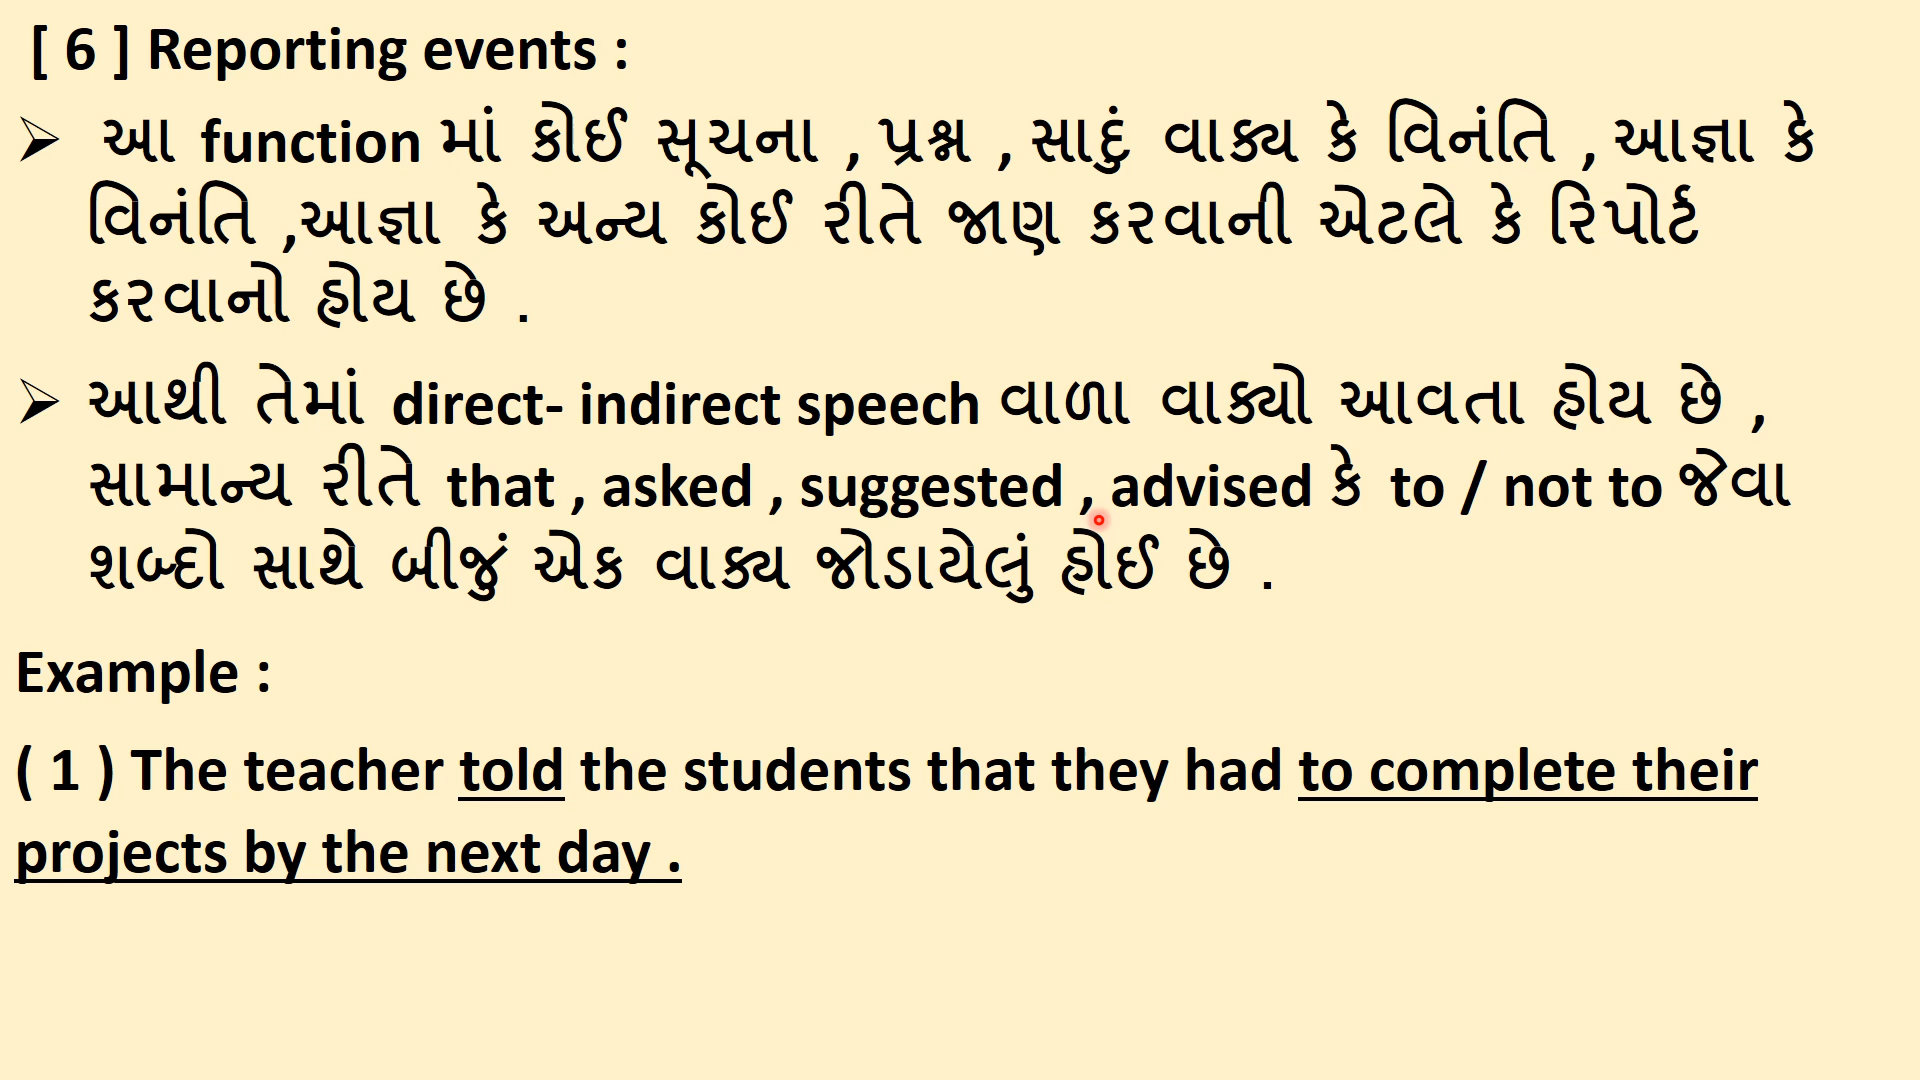 [ 6 ] Reporting events :
➢ આ function માં કોઈ સૂચના , પ્રશ્ન , સાદું વાક્ય કે વિનંતિ , આજ્ઞા કે
વિનંતિ ,આજ્ઞા કે અન્ય કોઈ રીતે જાણ કરવાની એટલે કે રિપોર્ટ
કરવાનો હોય છે .
➢ આથી તેમાં direct- indirect speech વાળા વાક્યો આવતા હોય છે ,
સામાન્ય રીતે that , asked , suggested , advised કે to / not to જેવા
શબ્દો સાથે બીજું એક વાક્ય જોડાયેલું હોઈ છે .
Example :
( 1 ) The teacher told the students that they had to complete their
projects by the next day .